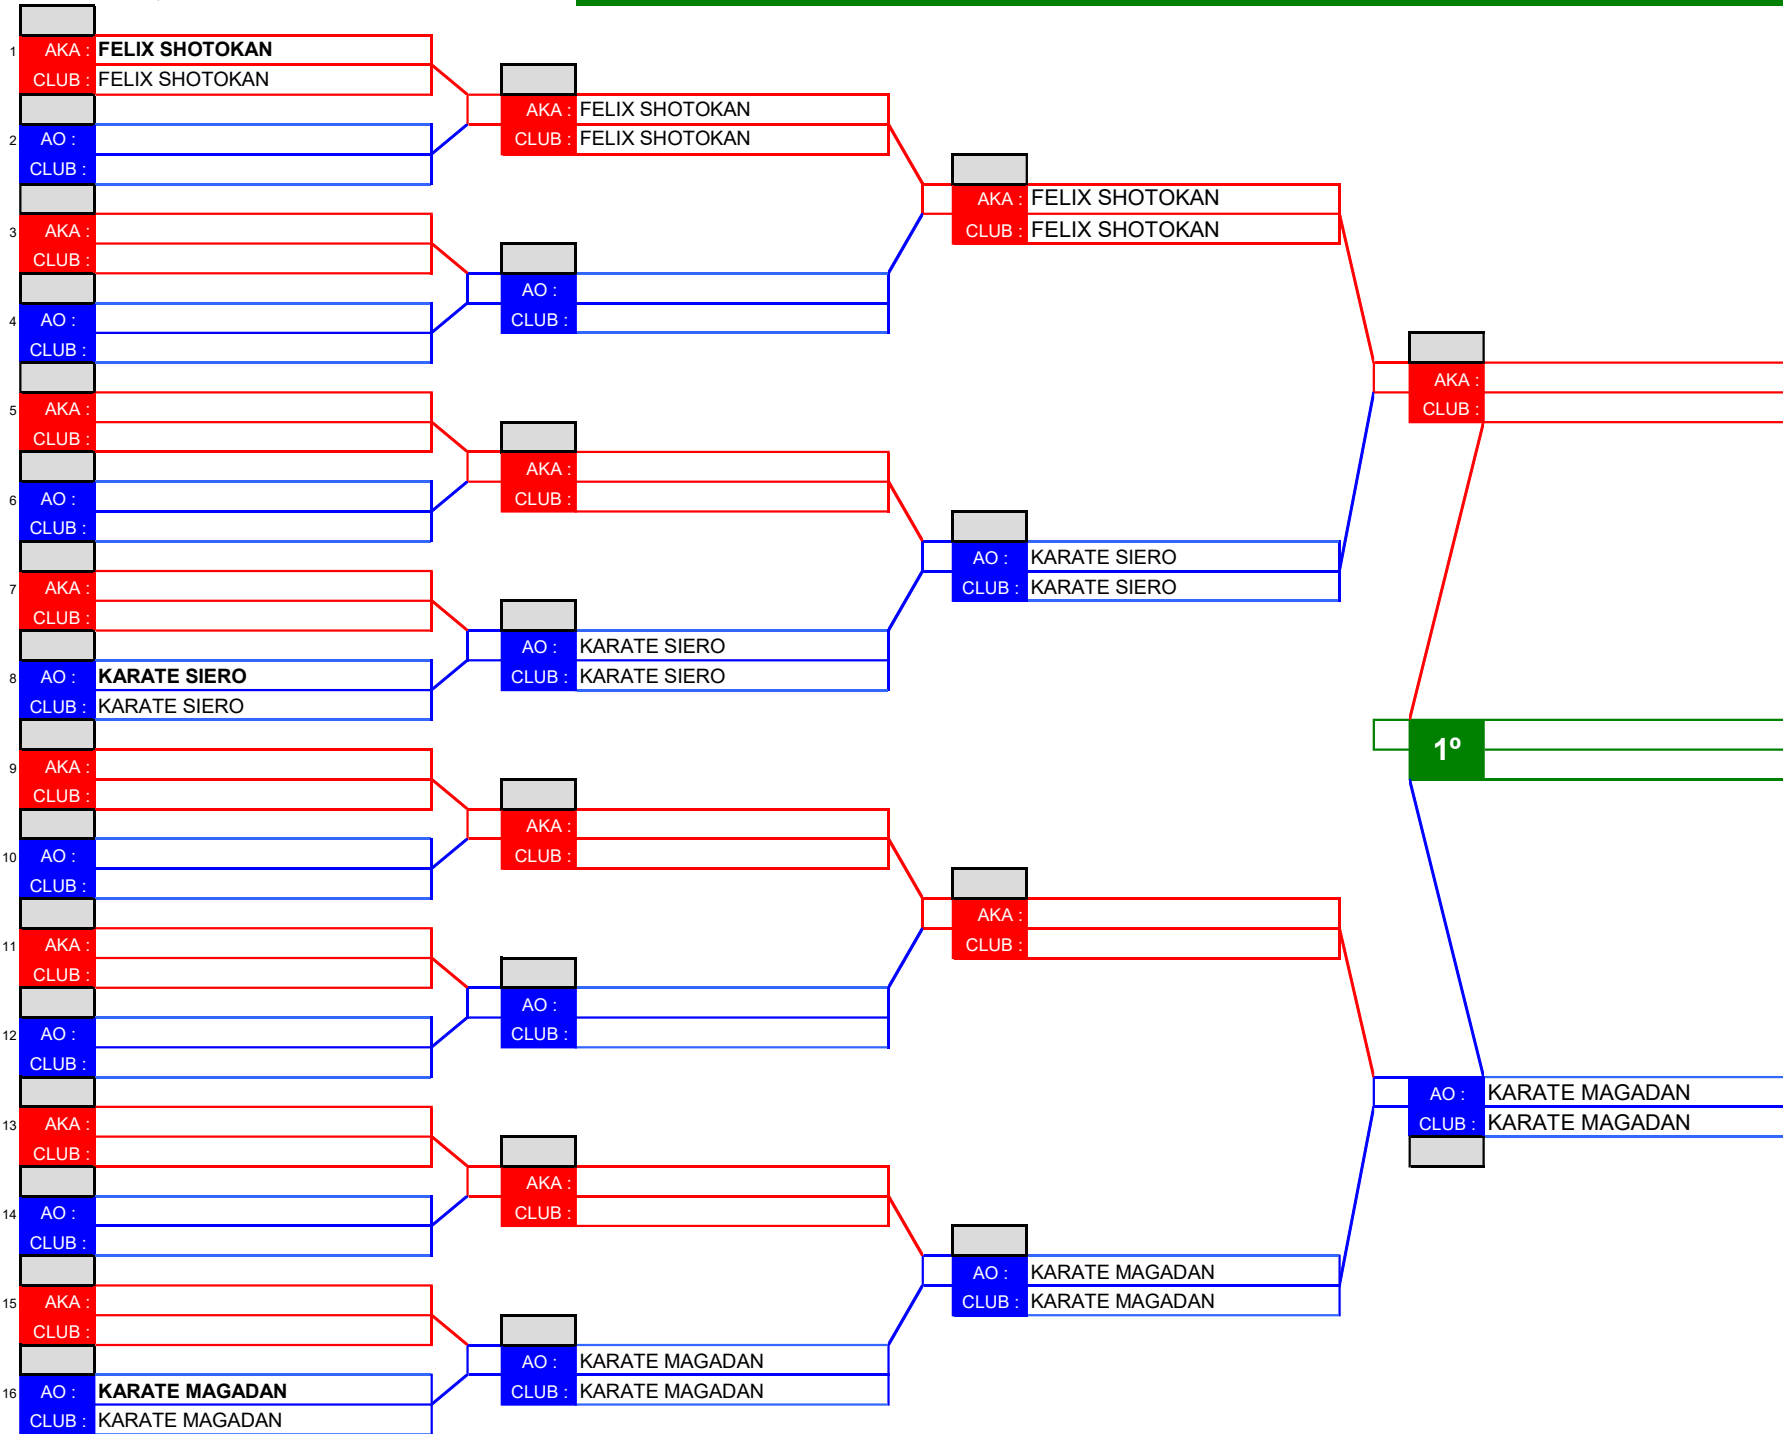 1 AKA : FELIX SHOTOKAN
CLUB : FELIX SHOTOKAN
2 AO :
CLUB :
3 AKA :
CLUB :
4 AO :
CLUB :
5 AKA :
CLUB :
6 AO :
CLUB :
7 AKA :
CLUB :
8 AO : KARATE SIERO
CLUB : KARATE SIERO
9 AKA :
CLUB :
10 AO :
CLUB :
11 AKA :
CLUB :
12 AO :
CLUB :
13 AKA :
CLUB :
14 AO :
CLUB :
15 AKA :
CLUB :
16 AO : KARATE MAGADAN
CLUB : KARATE MAGADAN
AKA : FELIX SHOTOKAN
CLUB : FELIX SHOTOKAN
AO :
CLUB :
AKA :
CLUB :
AO : KARATE SIERO
CLUB : KARATE SIERO
AKA :
CLUB :
AO :
CLUB :
AKA :
CLUB :
AO : KARATE MAGADAN
CLUB : KARATE MAGADAN
AKA : FELIX SHOTOKAN
CLUB : FELIX SHOTOKAN
AO : KARATE SIERO
CLUB : KARATE SIERO
AKA :
CLUB :
AO : KARATE MAGADAN
CLUB : KARATE MAGADAN
AKA :
CLUB :
1º
AO : KARATE MAGADAN
CLUB : KARATE MAGADAN